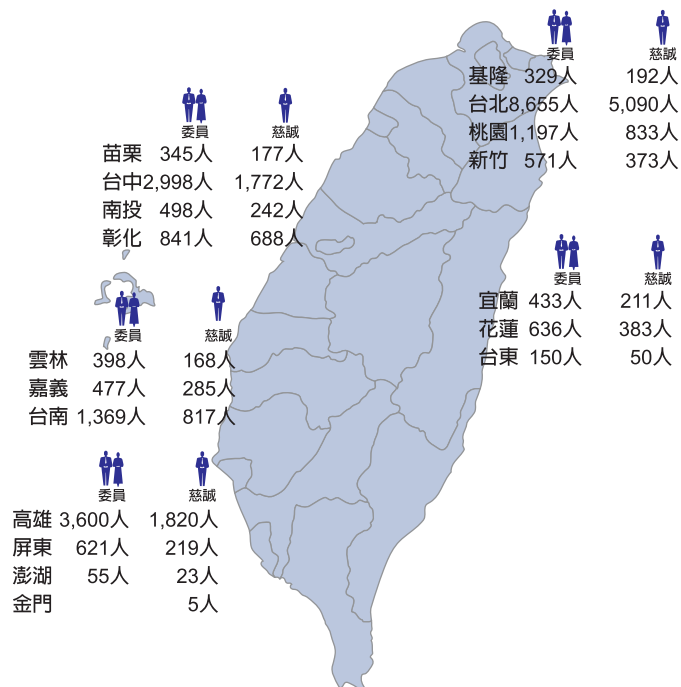 委員 慈誠
基隆 329人 192人
台北8,655人 5,090人
桃園1,197人 833人
新竹 571人 373人
委員 慈誠
苗栗 345人 177人
台中2,998人 1,772人
南投 498人 242人
彰化 841人 688人
委員 慈誠
宜蘭 433人 211人
花蓮 636人 383人
台東 150人 50人
委員 慈誠
雲林 398人 168人
嘉義 477人 285人
台南 1,369人 817人
委員 慈誠
高雄 3,600人 1,820人
屏東 621人 219人
澎湖 55人 23人
金門 5人